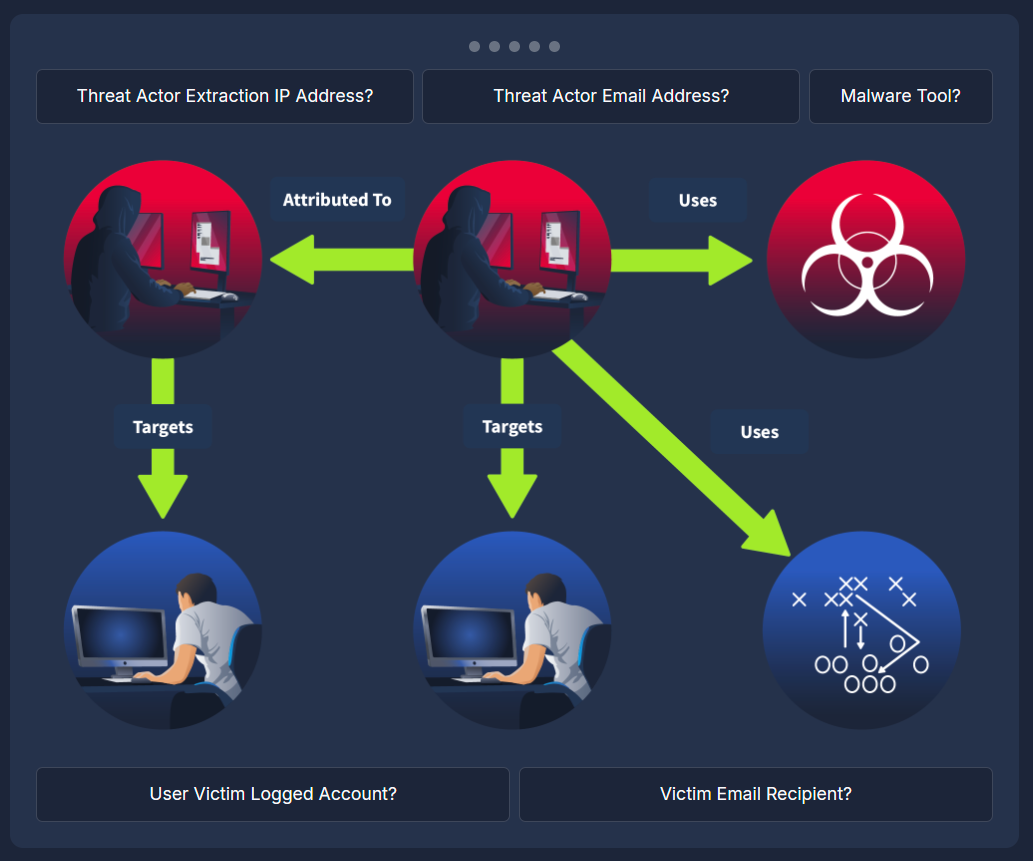 Threat Actor Extraction IP Address?
Threat Actor Email Address?
Malware Tool?
Attributed To
Uses
Targets
Targets
Uses
User Victim Logged Account?
Victim Email Recipient?